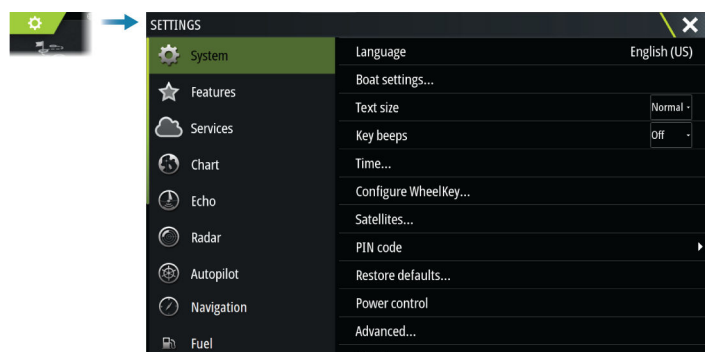 SETTINGS
System
Features
Services
Chart
Echo
Radar
Autopilot
Navigation
Fuel
Language English (US)
Boat settings...
Text size Normal
Key beeps Off
Time...
Configure WheelKey...
Satellites...
PIN code
Restore defaults...
Power control
Advanced...